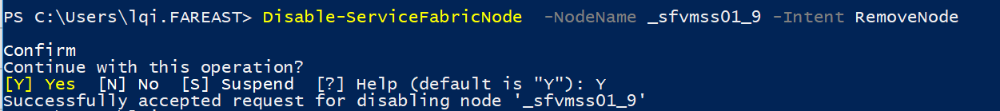 PS C:\Users\lqi.FAREAST> Disable-ServiceFabricNode  -NodeName _sfvmss01_9 -Intent RemoveNode
Confirm
Continue with this operation?
[Y] Yes  [N] No  [S] Suspend  [?] Help (default is "Y"): Y
Successfully accepted request for disabling node '_sfvmss01_9'